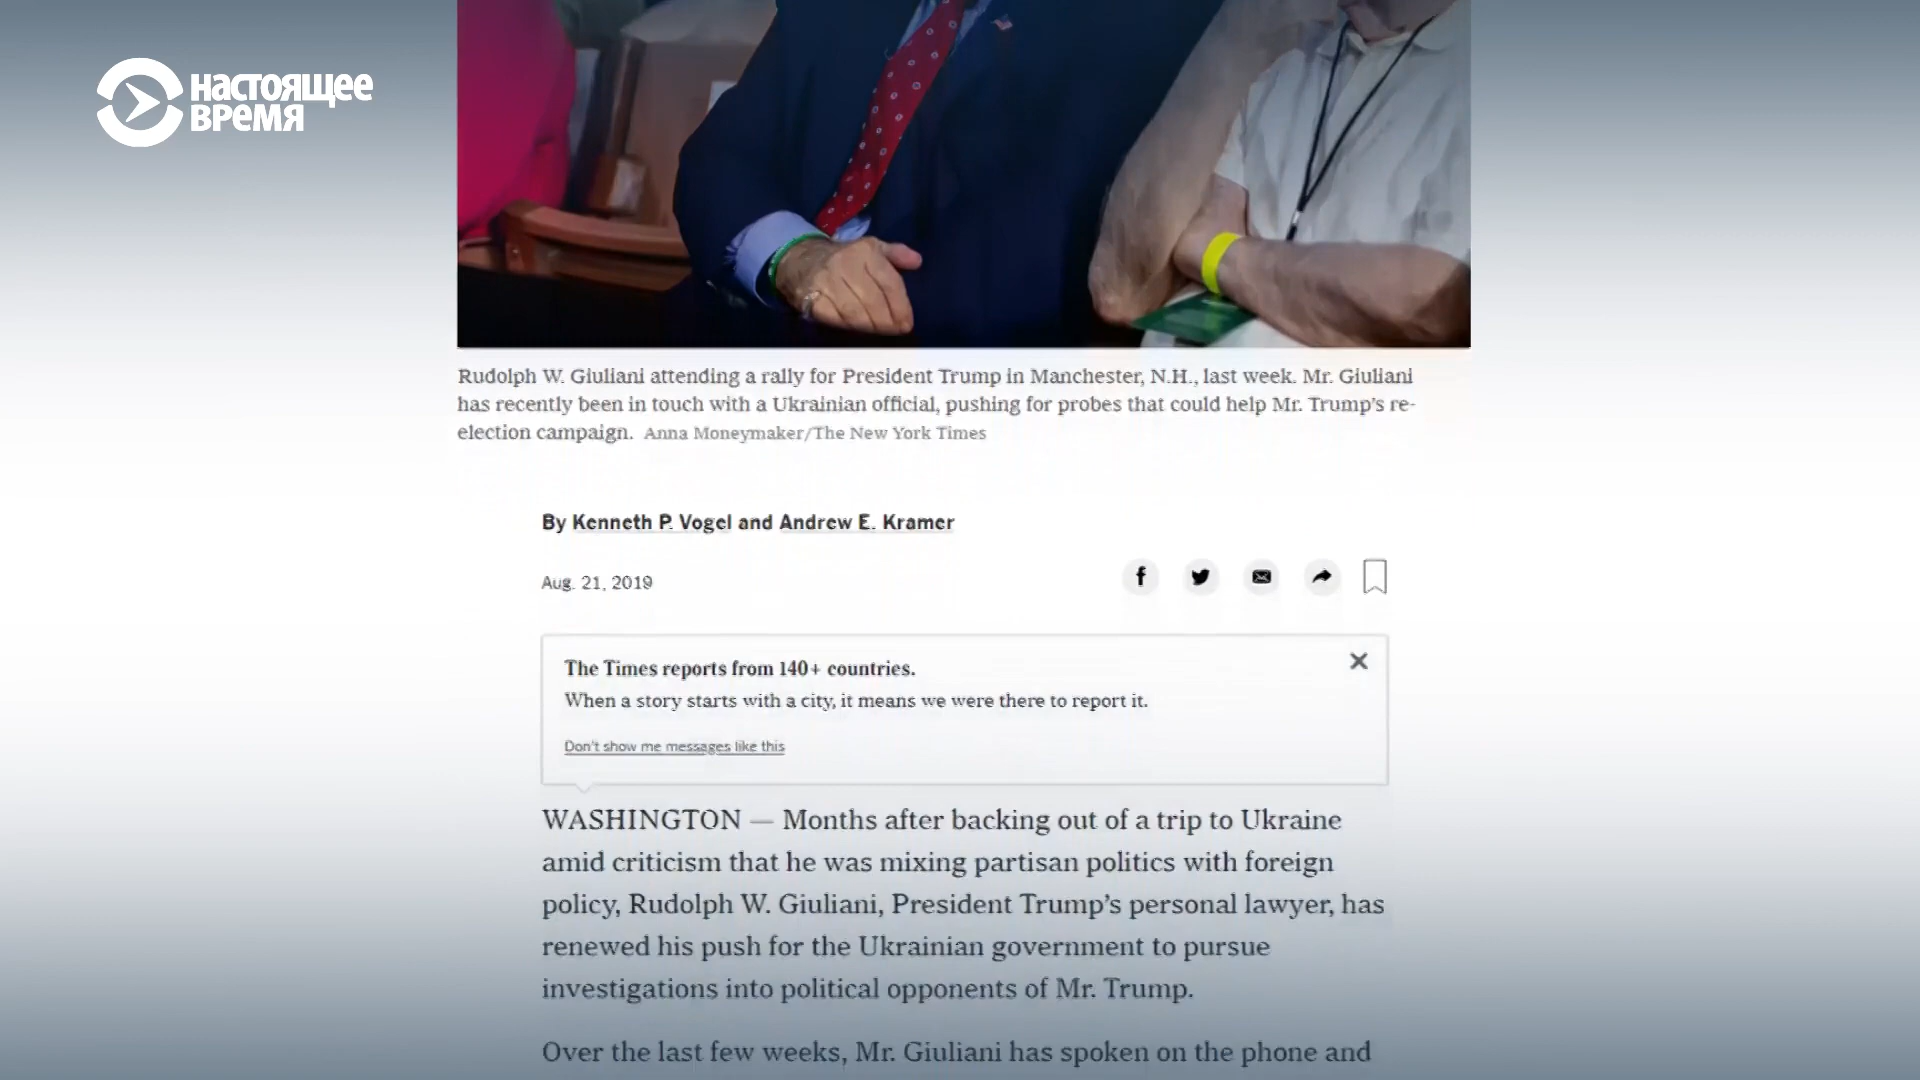 НАСТОЯЩЕЕ
ВРЕМЯ
Rudolph W. Giuliani attending a rally for President Trump in Manchester, N.H., last week. Mr. Giuliani
has recently been in touch with a Ukrainian official, pushing for probes that could help Mr. Trump's re-
election campaign. Anna Moneymaker/The New York Times
By Kenneth P. Vogel and Andrew E. Kramer
Aug. 21, 2019
The Times reports from 140+ countries.
When a story starts with a city, it means we were there to report it.
Don't show me messages like this
WASHINGTON — Months after backing out of a trip to Ukraine
amid criticism that he was mixing partisan politics with foreign
policy, Rudolph W. Giuliani, President Trump's personal lawyer, has
renewed his push for the Ukrainian government to pursue
investigations into political opponents of Mr. Trump.
Over the last few weeks, Mr. Giuliani has spoken on the phone and